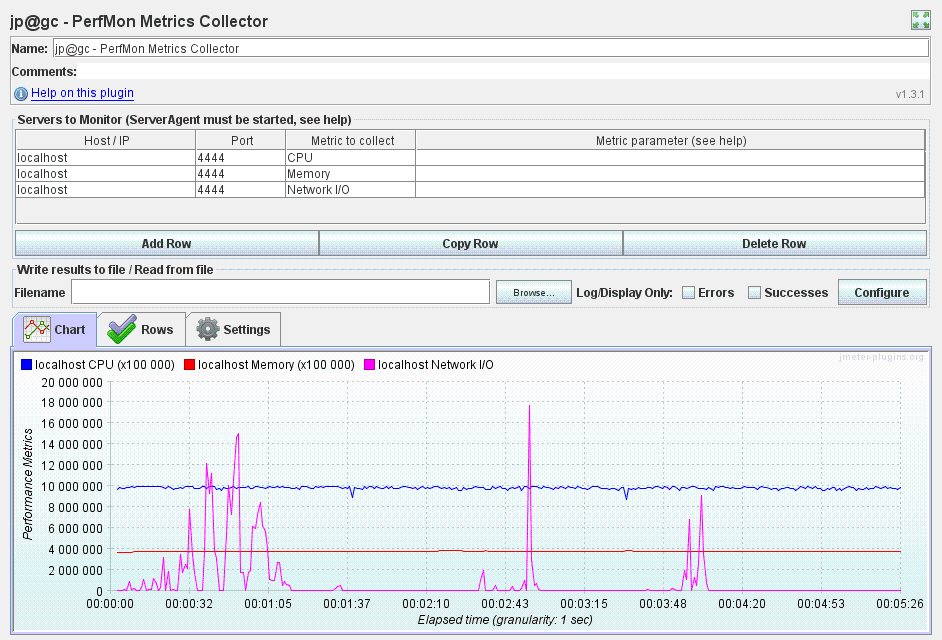 jp@gc - PerfMon Metrics Collector
Name: jp@gc - PerfMon Metrics Collector
Comments:
Help on this plugin v1.3.1
Servers to Monitor (ServerAgent must be started, see help)
Host / IP Port Metric to collect Metric parameter (see help)
localhost 4444 CPU
localhost 4444 Memory
localhost 4444 Network I/O
Add Row Copy Row Delete Row
Write results to file / Read from file
Filename Browse... Log/Display Only: Errors Successes Configure
Chart Rows Settings
jmeter-plugins.org
localhost CPU (x100 000) localhost Memory (x100 000) localhost Network I/O
20 000 000
18 000 000
16 000 000
14 000 000
12 000 000
10 000 000
8 000 000
6 000 000
4 000 000
2 000 000
0
Performance Metrics
00:00:00 00:00:32 00:01:05 00:01:37 00:02:10 00:02:43 00:03:15 00:03:48 00:04:20 00:04:53 00:05:26
Elapsed time (granularity: 1 sec)